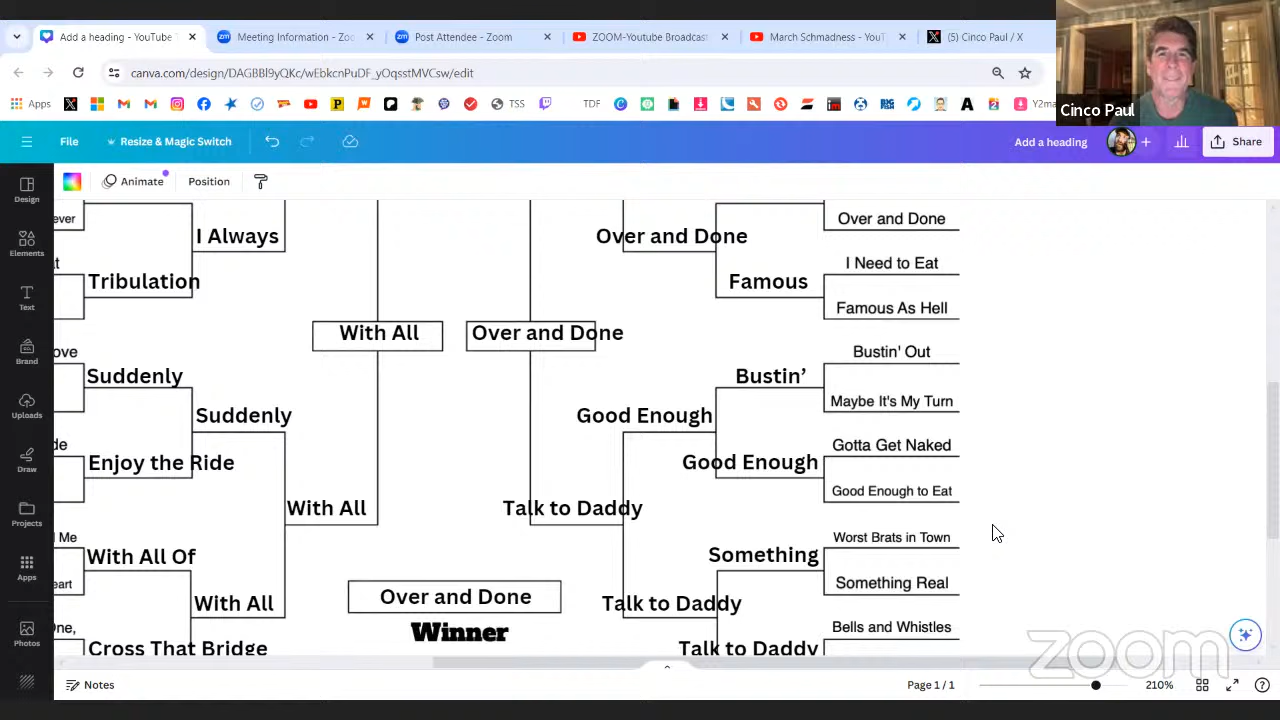 Add a heading - YouTube T
Meeting Information - Zoo
Post Attendee - Zoom
ZOOM-Youtube Broadcast
March Schmadness - YouT
(5) Cinco Paul / X
canva.com/design/DAGBBl9yQKc/wEbkcnPuDF_yOqsstMVCsw/edit
Cinco Paul
Apps
TSS
TDF
Y2ma
File
Resize & Magic Switch
Add a heading
Share
Animate
Position
Design
Elements
Text
Brand
Uploads
Draw
Projects
Apps
Photos
ever
I Always
Over and Done
Over and Done
I Need to Eat
Tribulation
Famous
Famous As Hell
With All
Over and Done
ove
Bustin' Out
Suddenly
Bustin’
Maybe It's My Turn
Suddenly
Good Enough
de
Gotta Get Naked
Enjoy the Ride
Good Enough
Good Enough to Eat
With All
Talk to Daddy
Me
Worst Brats in Town
With All Of
Something
eart
Something Real
Over and Done
With All
Talk to Daddy
Winner
One,
Bells and Whistles
Cross That Bridge
Talk to Daddy
zoom
Notes
Page 1 / 1
210%